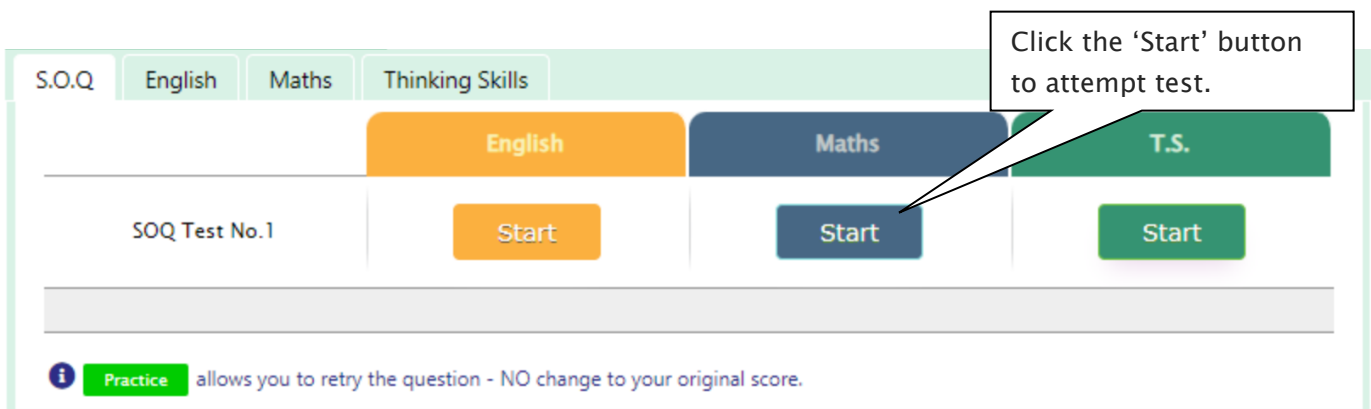 Click the ‘Start’ button
to attempt test.
S.O.Q English Maths Thinking Skills
English Maths T.S.
SOQ Test No.1 Start Start Start
Practice allows you to retry the question - NO change to your original score.